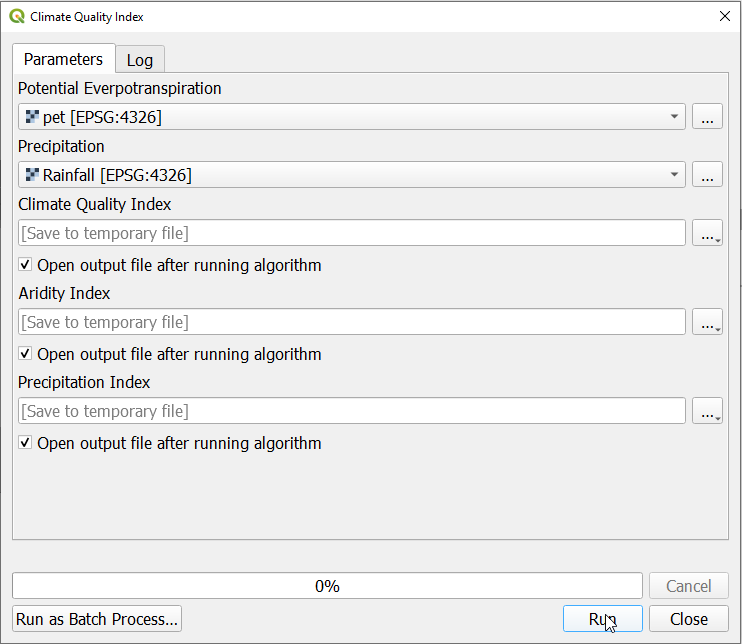 Climate Quality Index
Parameters
Log
Potential Everpotranspiration
pet [EPSG:4326]
...
Precipitation
Rainfall [EPSG:4326]
...
Climate Quality Index
[Save to temporary file]
...
Open output file after running algorithm
Aridity Index
[Save to temporary file]
...
Open output file after running algorithm
Precipitation Index
[Save to temporary file]
...
Open output file after running algorithm
0%
Cancel
Run as Batch Process...
Run
Close